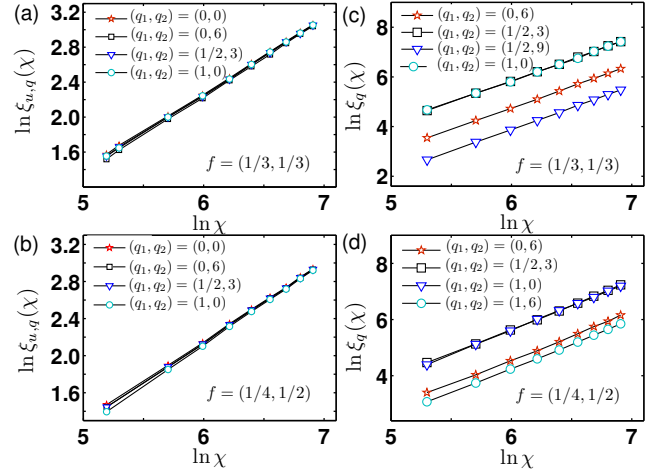 (a)
3.2
2.8
2.4
2.0
1.6
ln ξ_{u,q}(χ)
(q₁, q₂) = (0, 0)
(q₁, q₂) = (0, 6)
(q₁, q₂) = (1/2, 3)
(q₁, q₂) = (1, 0)
f = (1/3, 1/3)
5 6 7
ln χ
(c)
8
6
4
2
ln ξ_q(χ)
(q₁, q₂) = (0, 6)
(q₁, q₂) = (1/2, 3)
(q₁, q₂) = (1/2, 9)
(q₁, q₂) = (1, 0)
f = (1/3, 1/3)
5 6 7
ln χ
(b)
3.2
2.8
2.4
2.0
1.6
ln ξ_{u,q}(χ)
(q₁, q₂) = (0, 0)
(q₁, q₂) = (0, 6)
(q₁, q₂) = (1/2, 3)
(q₁, q₂) = (1, 0)
f = (1/4, 1/2)
5 6 7
ln χ
(d)
8
6
4
ln ξ_q(χ)
(q₁, q₂) = (0, 6)
(q₁, q₂) = (1/2, 3)
(q₁, q₂) = (1, 0)
(q₁, q₂) = (1, 6)
f = (1/4, 1/2)
5 6 7
ln χ